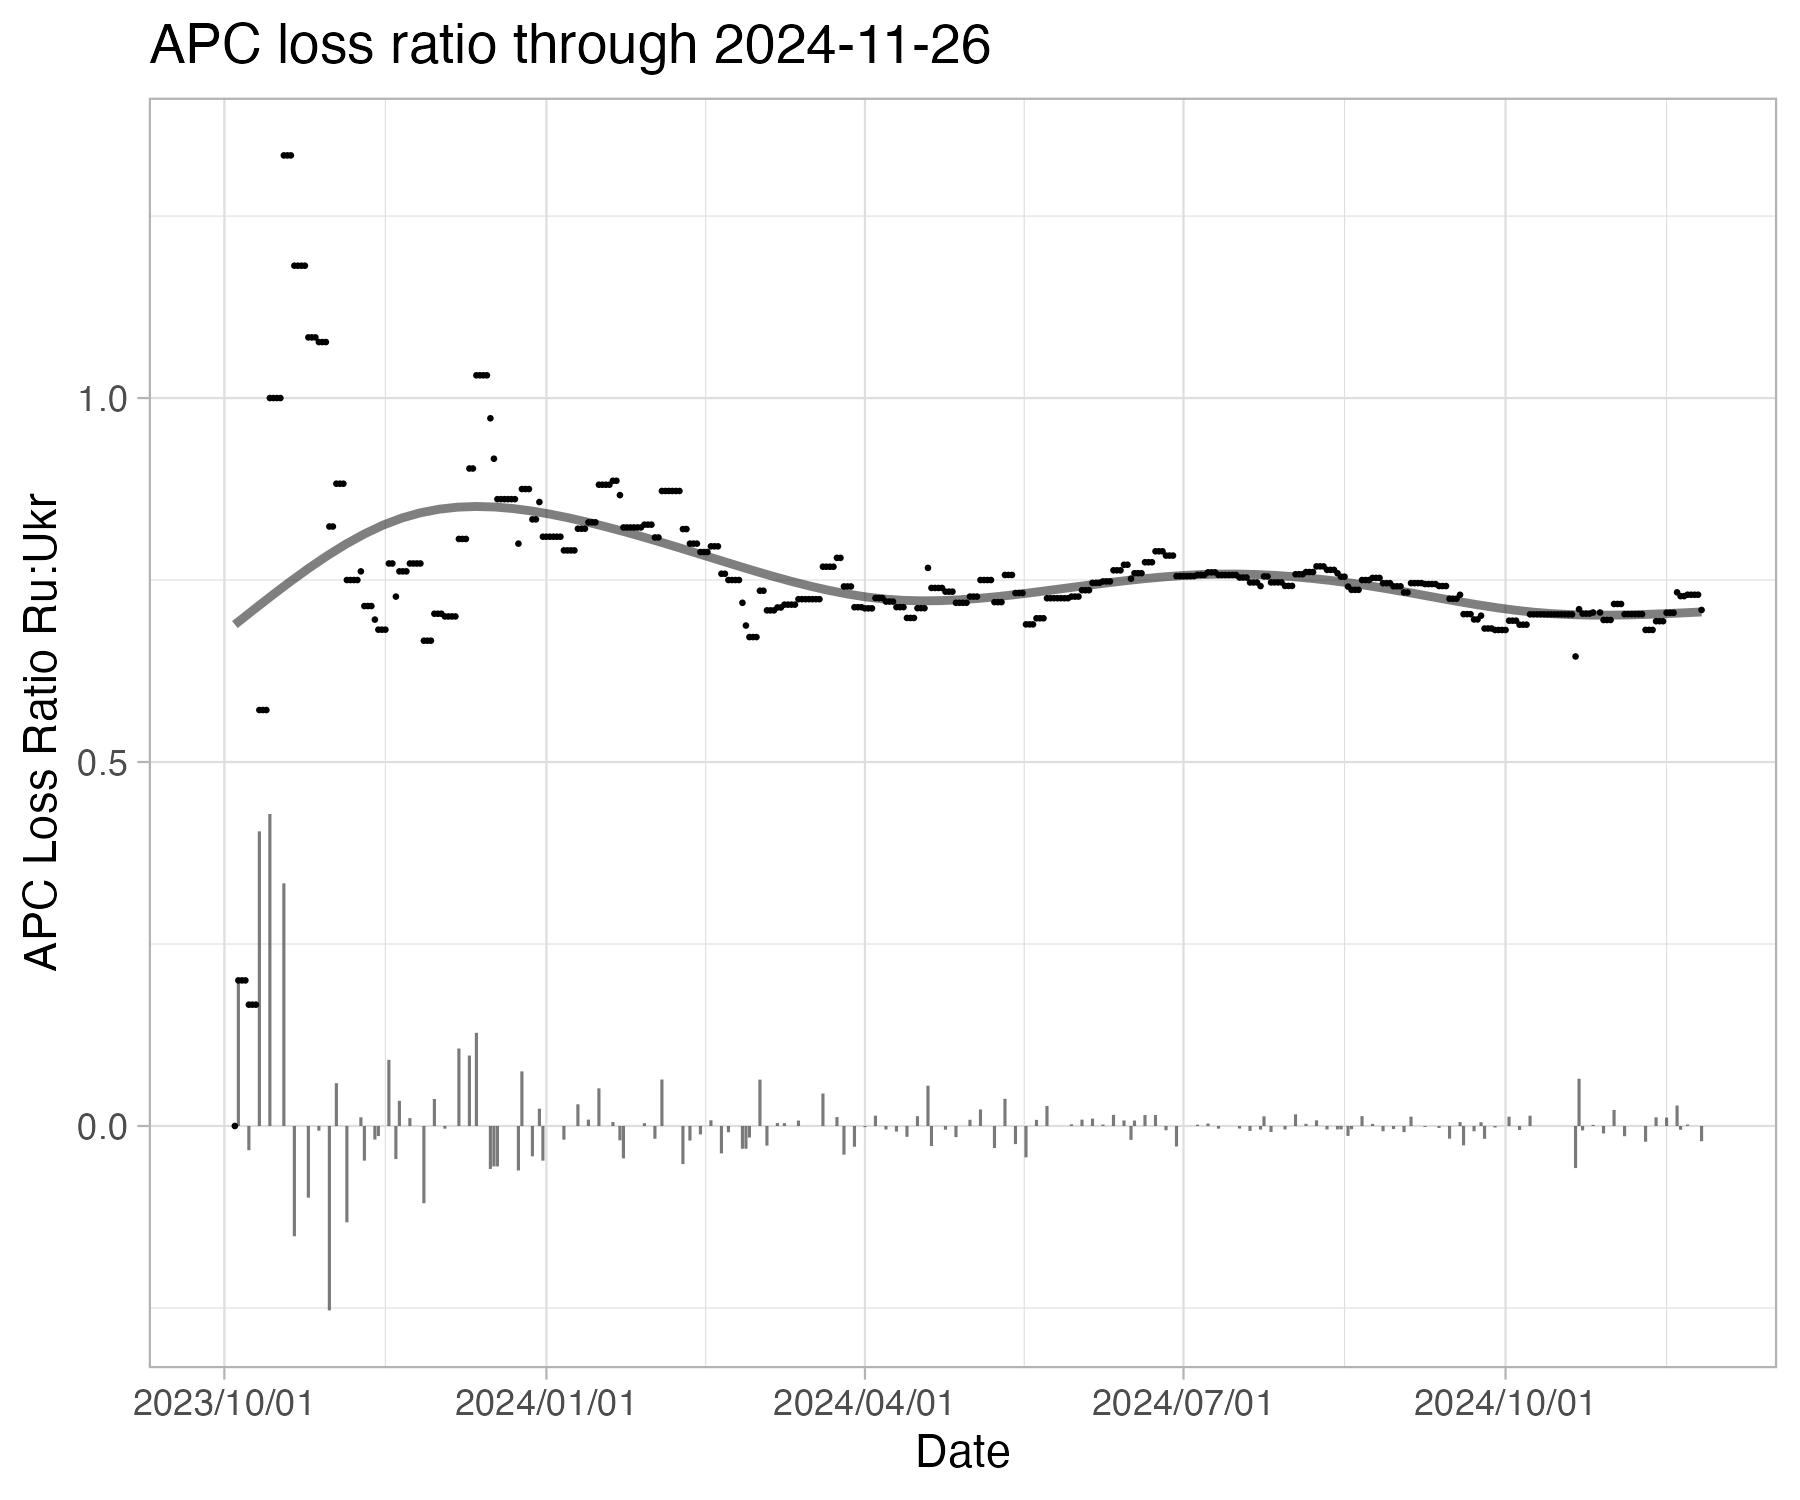 APC loss ratio through 2024-11-26
APC Loss Ratio Ru:Ukr
1.0
0.5
0.0
2023/10/01 2024/01/01 2024/04/01 2024/07/01 2024/10/01
Date